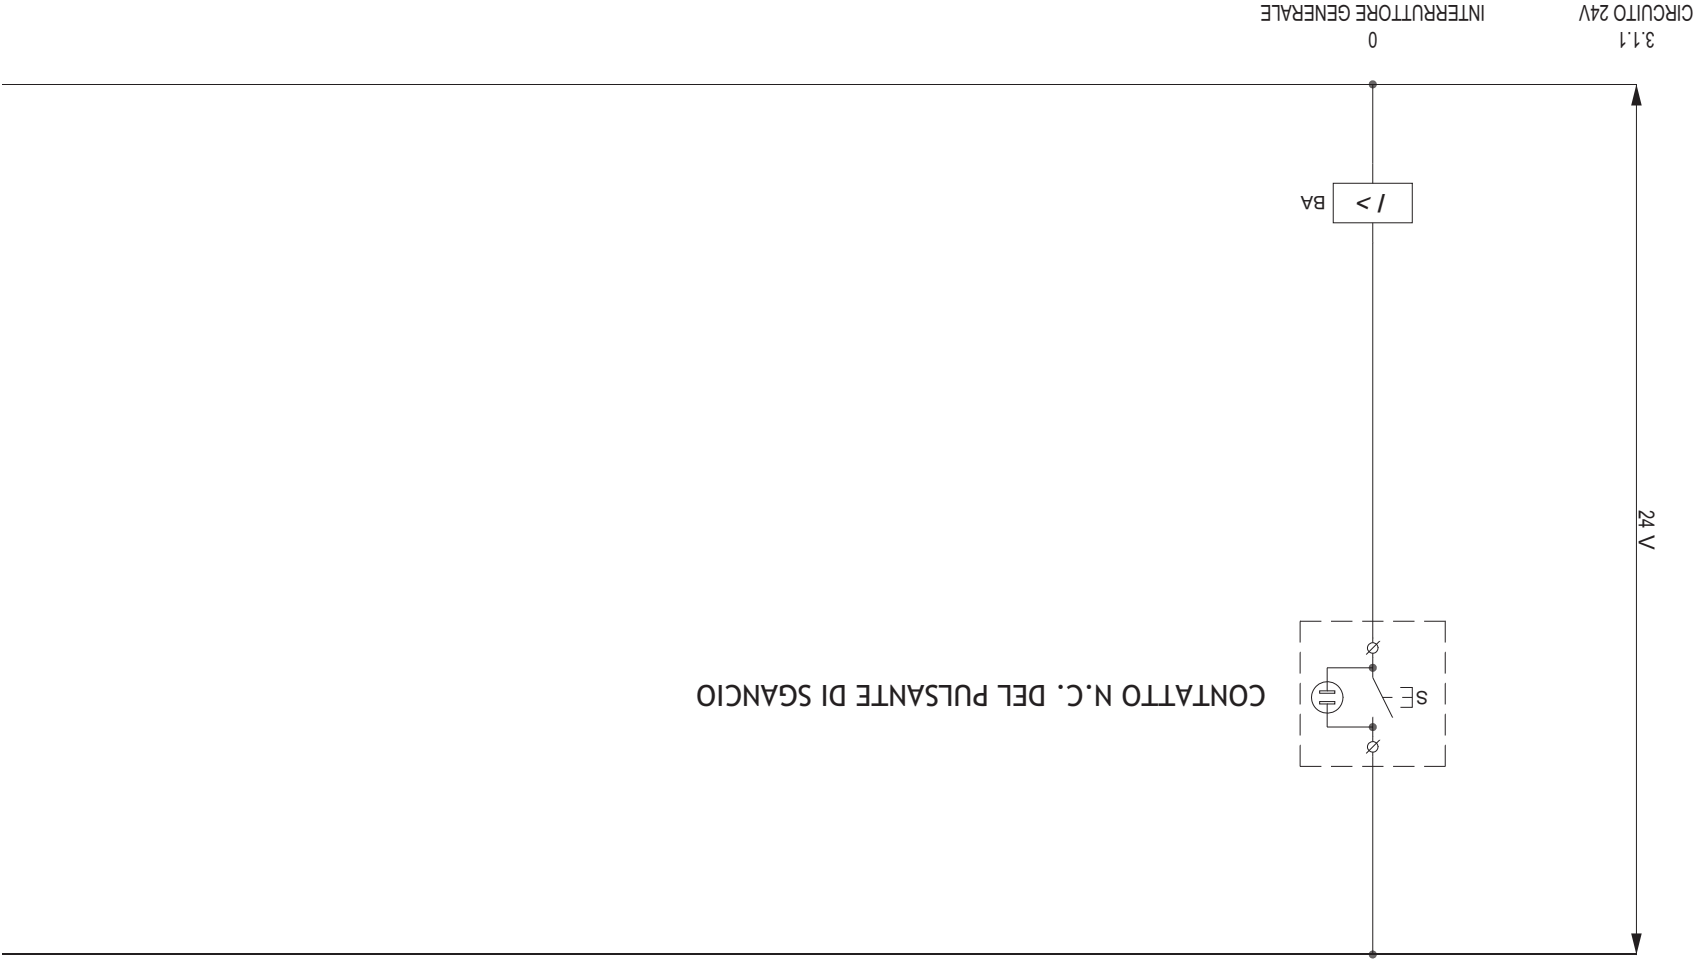 S
CONTATTO N.C. DEL PULSANTE DI SGANCIO
24 V
I >
BA
3.1.1
CIRCUITO 24V
0
INTERRUTTORE GENERALE